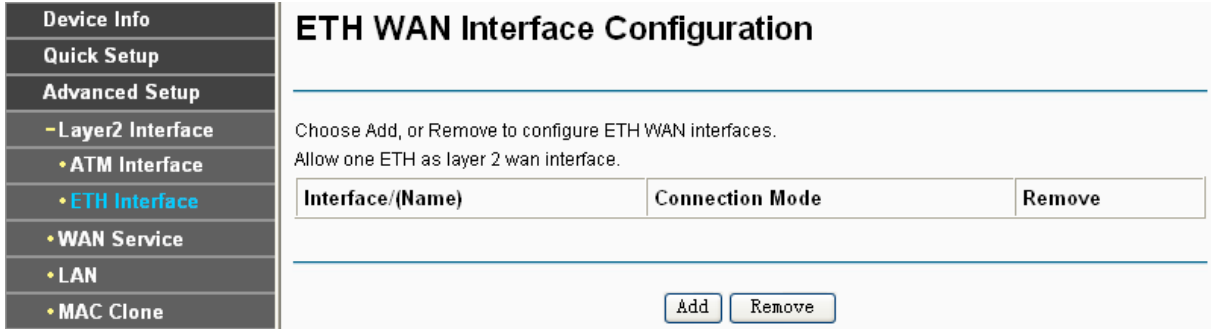 Device Info
Quick Setup
Advanced Setup
Layer2 Interface
ATM Interface
ETH Interface
WAN Service
LAN
MAC Clone
ETH WAN Interface Configuration
Choose Add, or Remove to configure ETH WAN interfaces.
Allow one ETH as layer 2 wan interface.
Interface/(Name) Connection Mode Remove
Add Remove